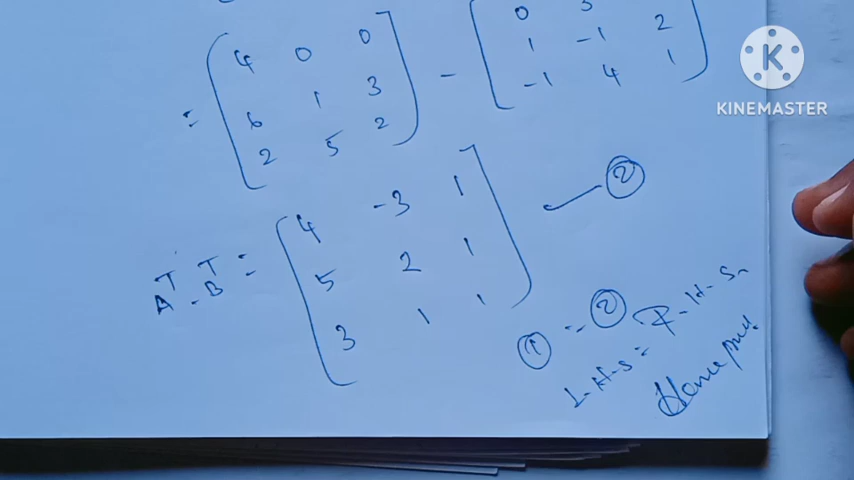 = ( 4 0 0 ) - ( 0 3
6 1 3 1 -1 2
2 5 2 ) -1 4 1 )
Aᵀ - Bᵀ = ( 4 -3 1
5 2 1
3 1 1 ) — ②
① = ②
L-H-S = R-H-S
Hence
KINEMASTER